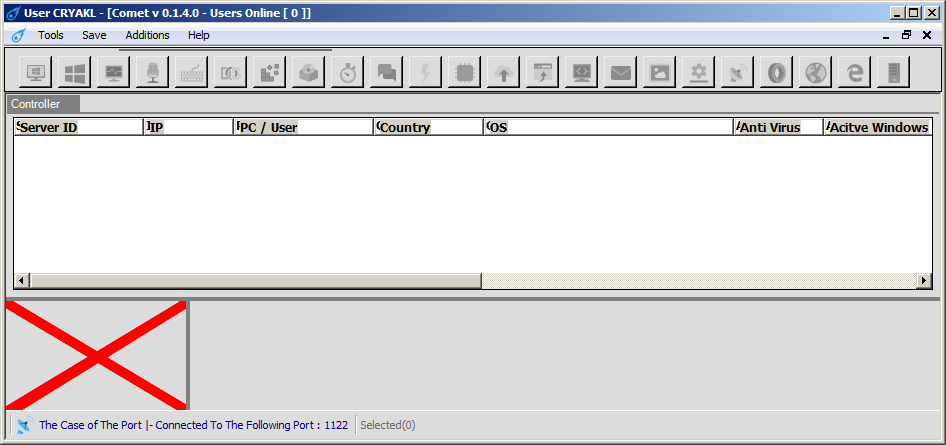 User CRYAKL - [Comet v 0.1.4.0 - Users Online [ 0 ]]
Tools Save Additions Help
Controller
Server ID IP PC / User Country OS Anti Virus Acitve Windows
The Case of The Port |- Connected To The Following Port : 1122 Selected(0)